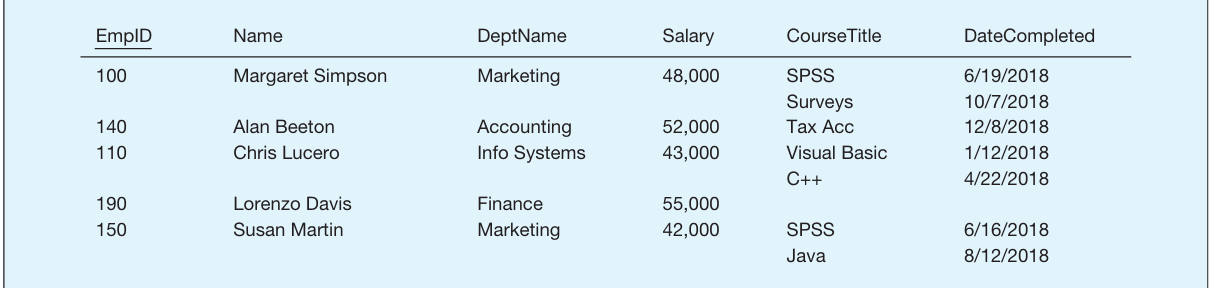 EmpID Name DeptName Salary CourseTitle DateCompleted
100 Margaret Simpson Marketing 48,000 SPSS 6/19/2018
Surveys 10/7/2018
140 Alan Beeton Accounting 52,000 Tax Acc 12/8/2018
110 Chris Lucero Info Systems 43,000 Visual Basic 1/12/2018
C++ 4/22/2018
190 Lorenzo Davis Finance 55,000
150 Susan Martin Marketing 42,000 SPSS 6/16/2018
Java 8/12/2018